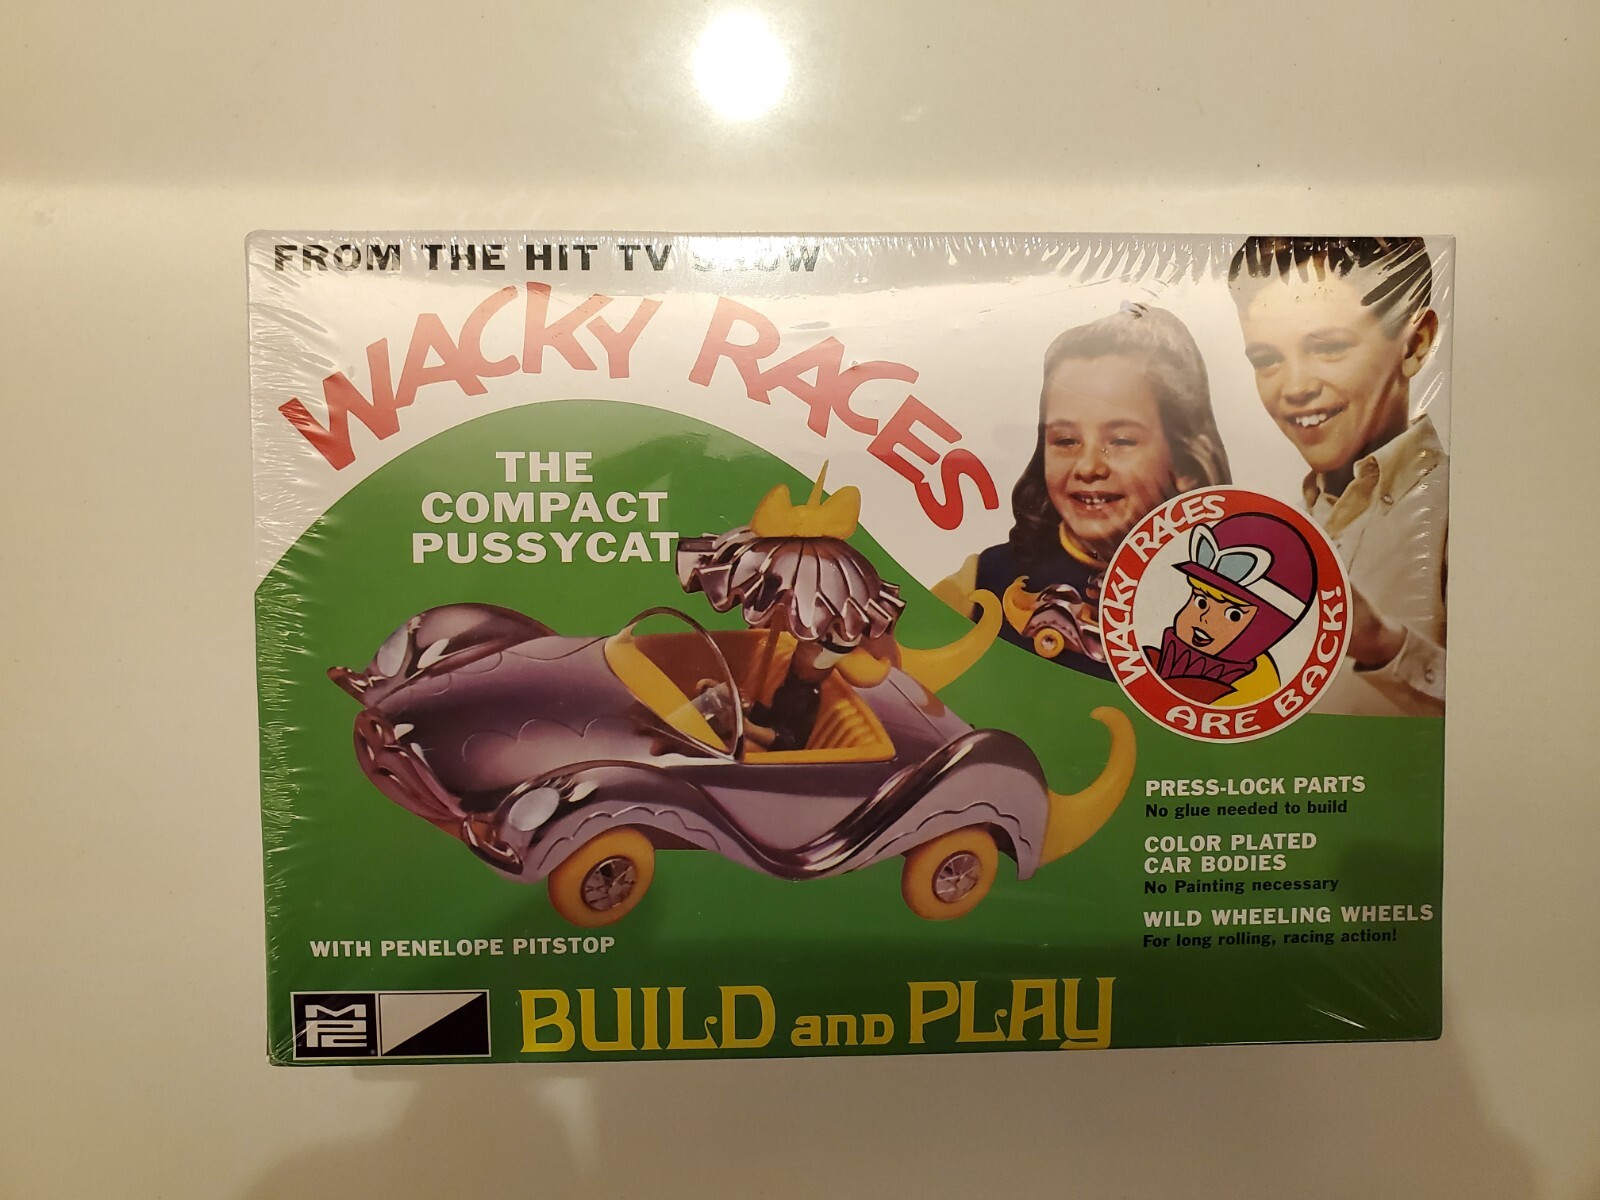 FROM THE HIT TV SHOW
WACKY RACES
THE
COMPACT
PUSSYCAT
WACKY RACES
ARE BACK!
PRESS-LOCK PARTS
No glue needed to build
COLOR PLATED
CAR BODIES
No Painting necessary
WILD WHEELING WHEELS
For long rolling, racing action!
WITH PENELOPE PITSTOP
MPC
BUILD and PLAY